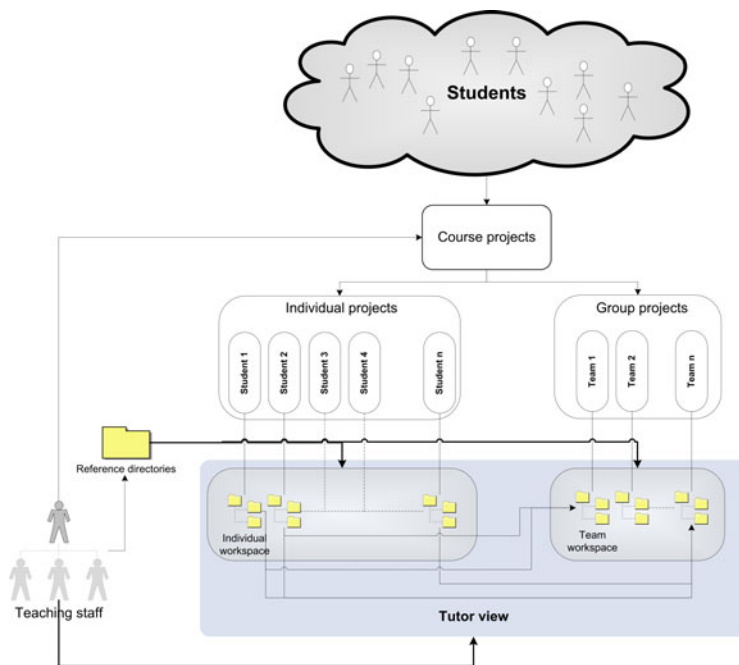 Students
Course projects
Individual projects
Group projects
Student 1
Student 2
Student 3
Student 4
Student n
Team 1
Team 2
Team n
Reference directories
Individual
workspace
Team
workspace
Teaching staff
Tutor view